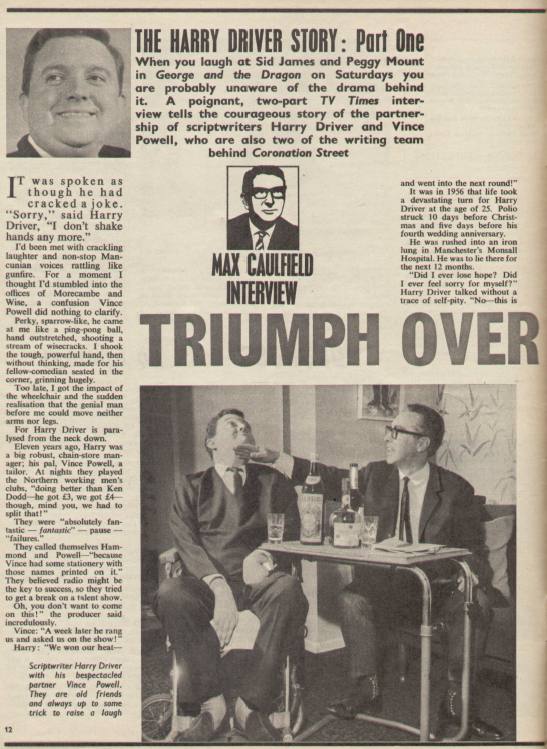 THE HARRY DRIVER STORY: Part One
When you laugh at Sid James and Peggy Mount
in George and the Dragon on Saturdays you
are probably unaware of the drama behind
it. A poignant, two-part TV Times inter-
view tells the courageous story of the partner-
ship of scriptwriters Harry Driver and Vince
Powell, who are also two of the writing team
behind Coronation Street
IT was spoken as
though he had
cracked a joke.
"Sorry," said Harry
Driver, "I don't shake
hands any more."
I'd been met with crackling
laughter and non-stop Man-
cunian voices rattling like
gunfire. For a moment I
thought I'd stumbled into the
offices of Morecambe and
Wise, a confusion Vince
Powell did nothing to clarify.
Perky, sparrow-like, he came
at me like a ping-pong ball,
hand outstretched, shooting a
stream of wisecracks. I shook
the tough, powerful hand, then
without thinking, made for his
fellow-comedian seated in the
corner, grinning hugely.
Too late, I got the impact of
the wheelchair and the sudden
realisation that the genial man
before me could move neither
arms nor legs.
For Harry Driver is para-
lysed from the neck down.
Eleven years ago, Harry was
a big robust, chain-store man-
ager; his pal, Vince Powell, a
tailor. At nights they played
the Northern working men's
clubs, "doing better than Ken
Dodd—he got £3, we got £4—
though, mind you, we had to
split that!"
They were "absolutely fan-
tastic — fantastic" — pause —
"failures."
They called themselves Ham-
mond and Powell—"because
Vince had some stationery with
those names printed on it."
They believed radio might be
the key to success, so they tried
to get a break on a talent show.
Oh, you don't want to come
on this!" the producer said
incredulously.
Vince: "A week later he rang
us and asked us on the show!"
Harry: "We won our heat—
Scriptwriter Harry Driver
with his bespectacled
partner Vince Powell.
They are old friends
and always up to some
trick to raise a laugh
12
MAX CAULFIELD
INTERVIEW
and went into the next round!"
It was in 1956 that life took
a devastating turn for Harry
Driver at the age of 25. Polio
struck 10 days before Christ-
mas and five days before his
fourth wedding anniversary.
He was rushed into an iron
lung in Manchester's Monsall
Hospital. He was to lie there for
the next 12 months.
"Did I ever lose hope? Did
I ever feel sorry for myself?"
Harry Driver talked without a
trace of self-pity. "No—this is
TRIUMPH OVER